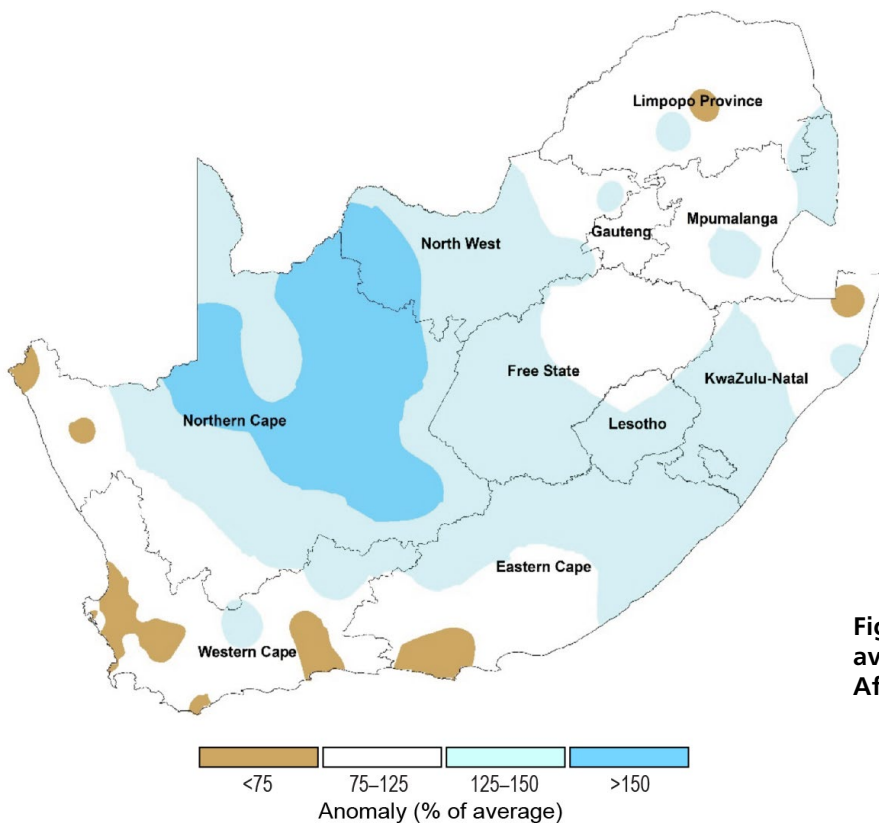 Limpopo Province
North West
Gauteng
Mpumalanga
Free State
KwaZulu-Natal
Northern Cape
Lesotho
Eastern Cape
Western Cape
Fig
av
Af
<75 75–125 125–150 >150
Anomaly (% of average)